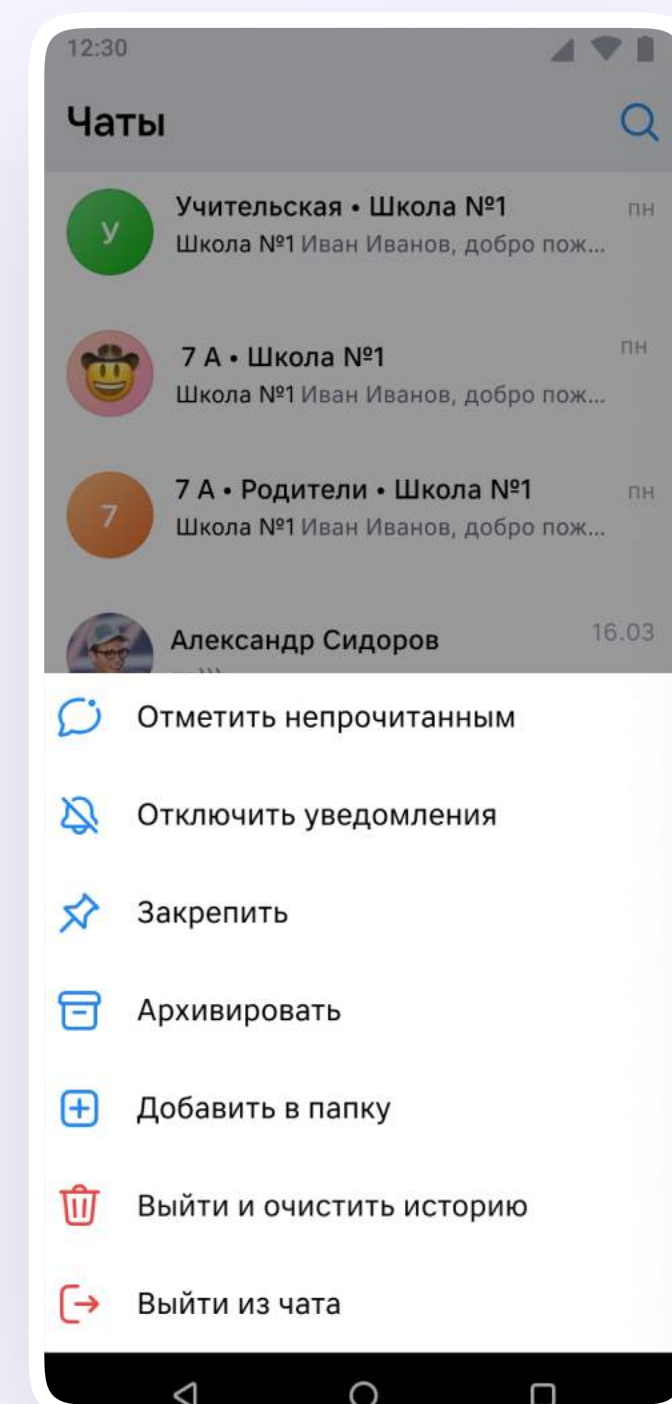 12:30
Чаты
Учительская • Школа №1
пн
У
Школа №1 Иван Иванов, добро пож...
7 А • Школа №1
пн
Школа №1 Иван Иванов, добро пож...
7 А • Родители • Школа №1
пн
7
Школа №1 Иван Иванов, добро пож...
Александр Сидоров
16.03
Отметить непрочитанным
Отключить уведомления
Закрепить
Архивировать
Добавить в папку
Выйти и очистить историю
Выйти из чата